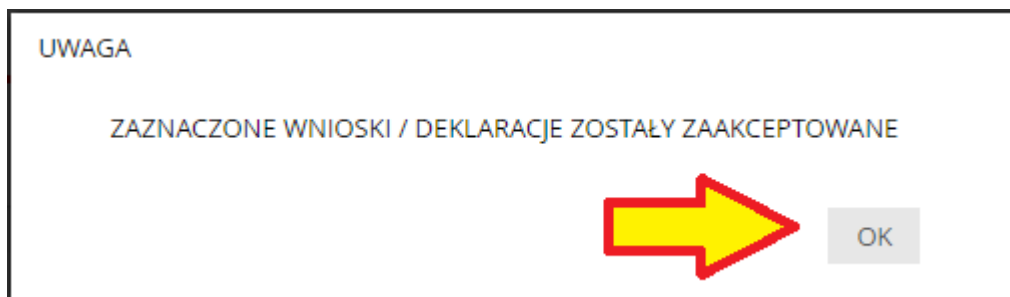 UWAGA
ZAZNACZONE WNIOSKI / DEKLARACJE ZOSTAŁY ZAAKCEPTOWANE
OK